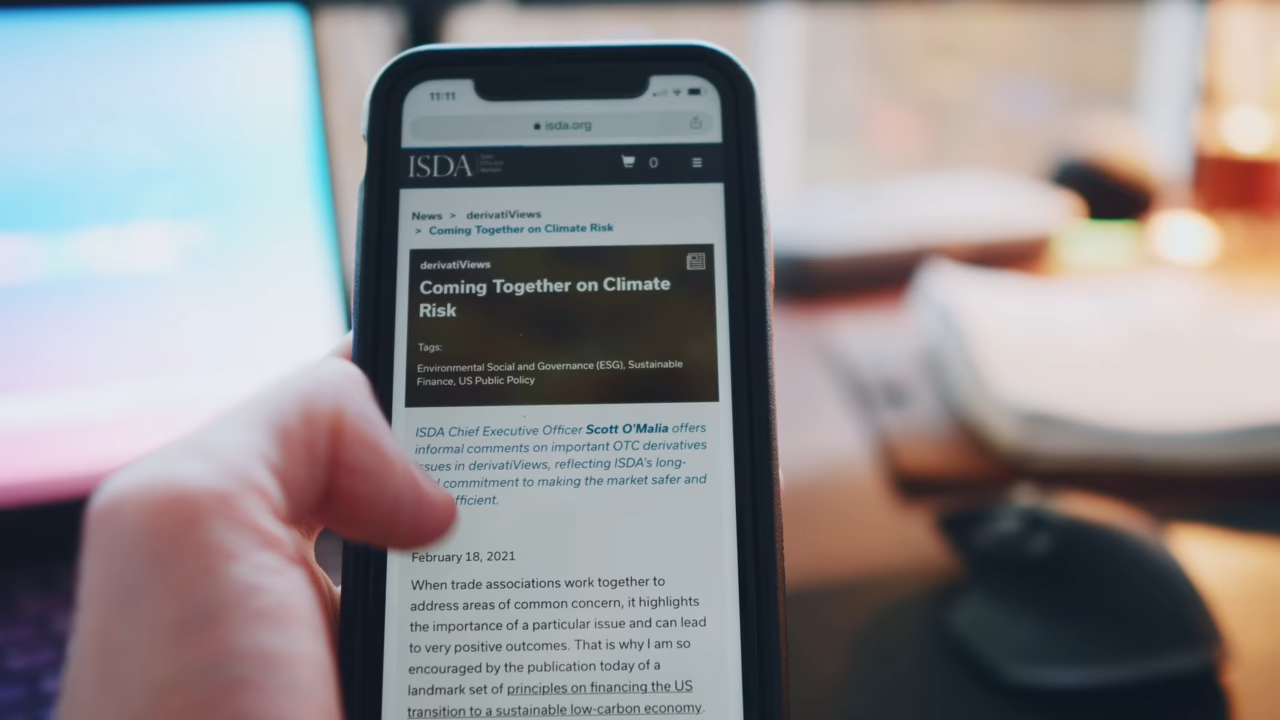 11:11
isda.org
ISDA
0
News > derivatiViews
> Coming Together on Climate Risk
derivatiViews
Coming Together on Climate
Risk
Tags:
Environmental Social and Governance (ESG), Sustainable
Finance, US Public Policy
ISDA Chief Executive Officer Scott O'Malia offers
informal comments on important OTC derivatives
ssues in derivatiViews, reflecting ISDA's long-
commitment to making the market safer and
fficient.
February 18, 2021
When trade associations work together to
address areas of common concern, it highlights
the importance of a particular issue and can lead
to very positive outcomes. That is why I am so
encouraged by the publication today of a
landmark set of principles on financing the US
transition to a sustainable low-carbon economy.